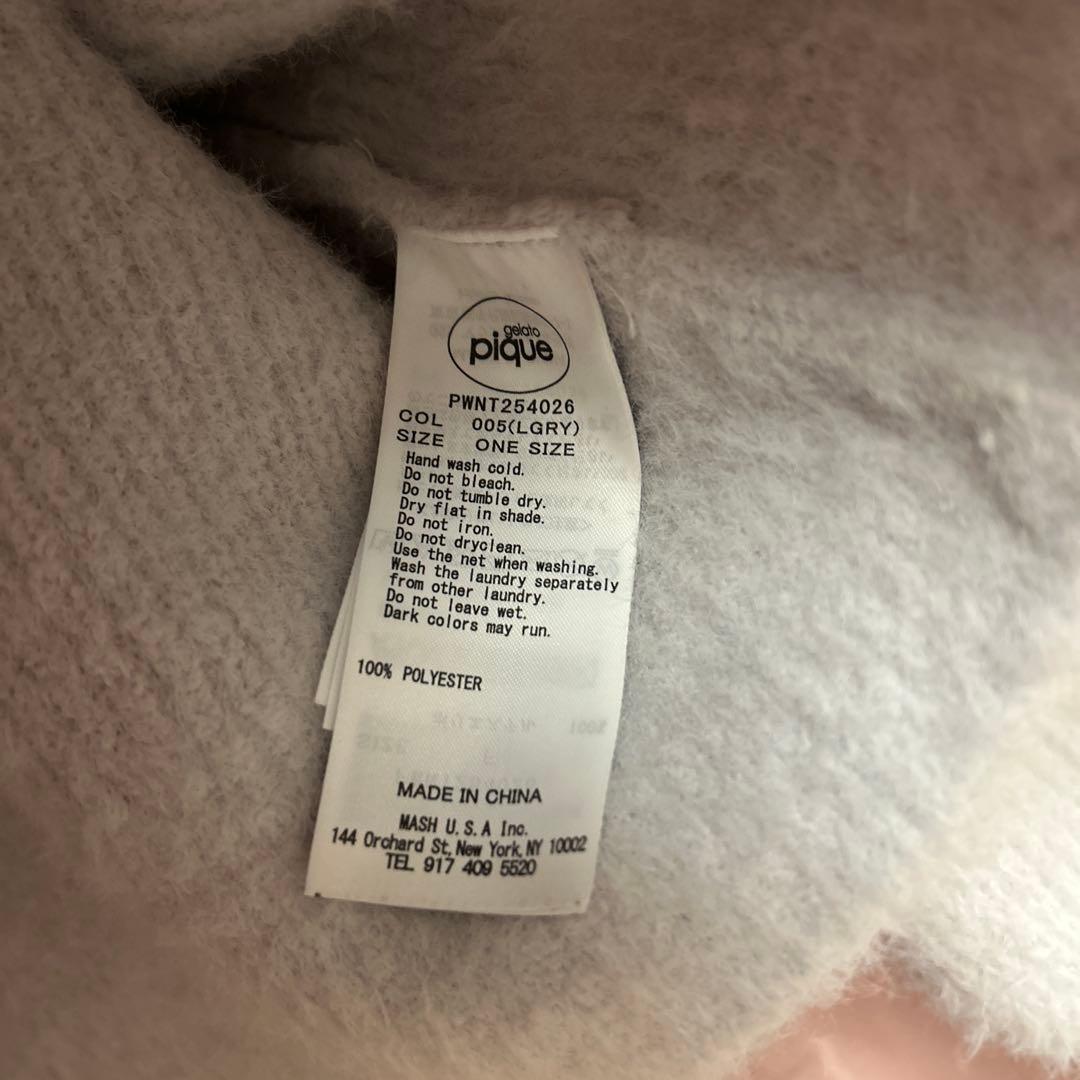 gelato
pique
PWNT254026
COL 005(LGRY)
SIZE ONE SIZE
Hand wash cold.
Do not bleach.
Do not tumble dry.
Dry flat in shade.
Do not iron.
Do not dryclean.
Use the net when washing.
Wash the laundry separately
from other laundry.
Do not leave wet.
Dark colors may run.
100% POLYESTER
MADE IN CHINA
MASH U.S.A Inc.
144 Orchard St, New York, NY 10002
TEL 917 409 5520